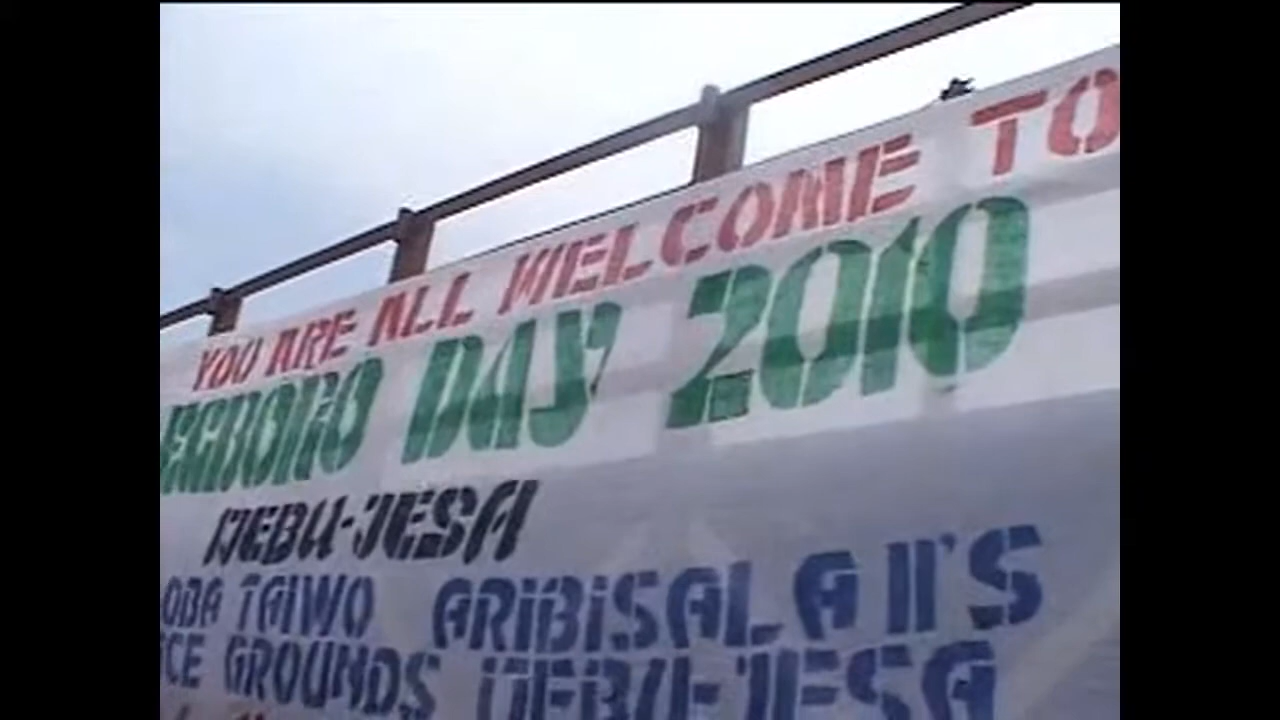 YOU ARE ALL WELCOME TO
DAY 2010
IJEBU-JESA
OBA TAIWO ARIBISALA II'S
CE GROUNDS IJEBU-JESA